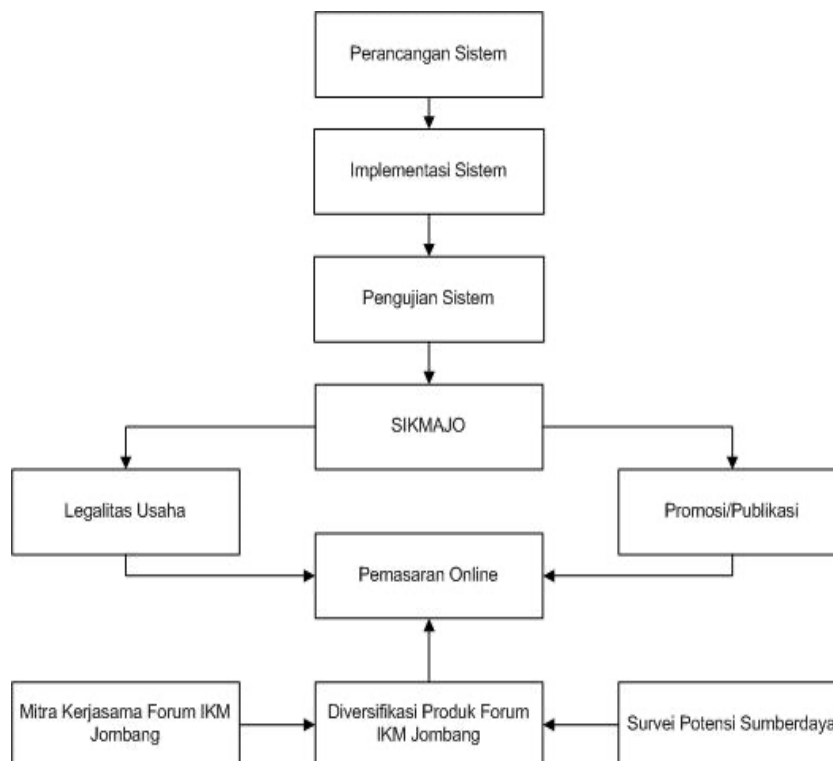 Perancangan Sistem
Implementasi Sistem
Pengujian Sistem
SIKMAJO
Legalitas Usaha
Promosi/Publikasi
Pemasaran Online
Mitra Kerjasama Forum IKM
Jombang
Diversifikasi Produk Forum
IKM Jombang
Survei Potensi Sumberdaya